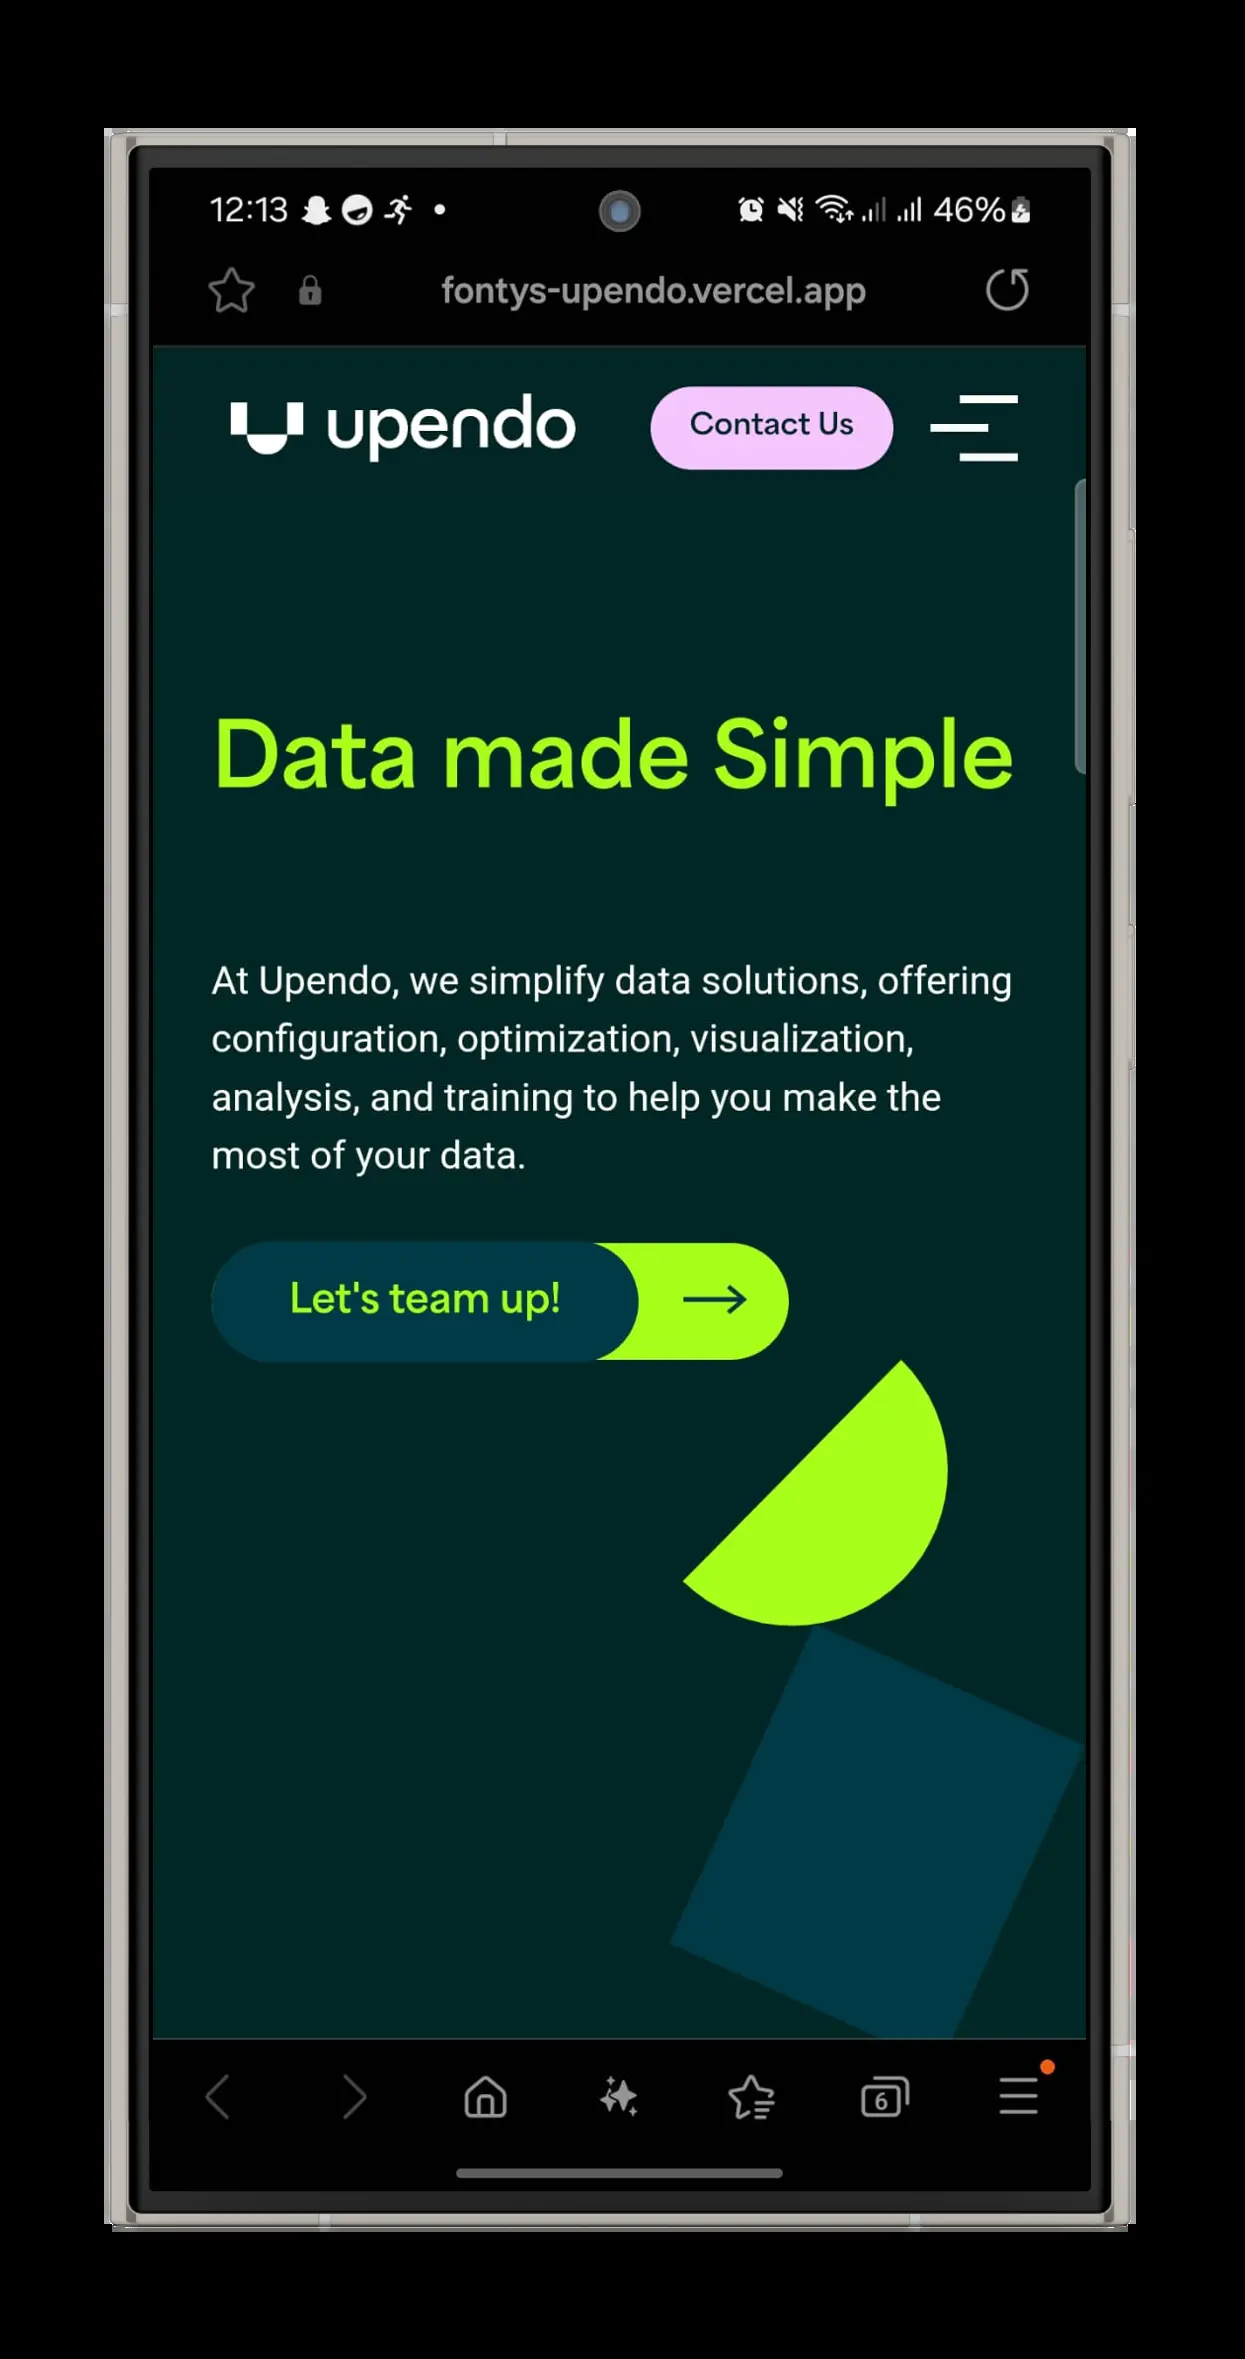 12:13
46%
fontys-upendo.vercel.app
upendo
Contact Us
Data made Simple
At Upendo, we simplify data solutions, offering
configuration, optimization, visualization,
analysis, and training to help you make the
most of your data.
Let's team up!
6